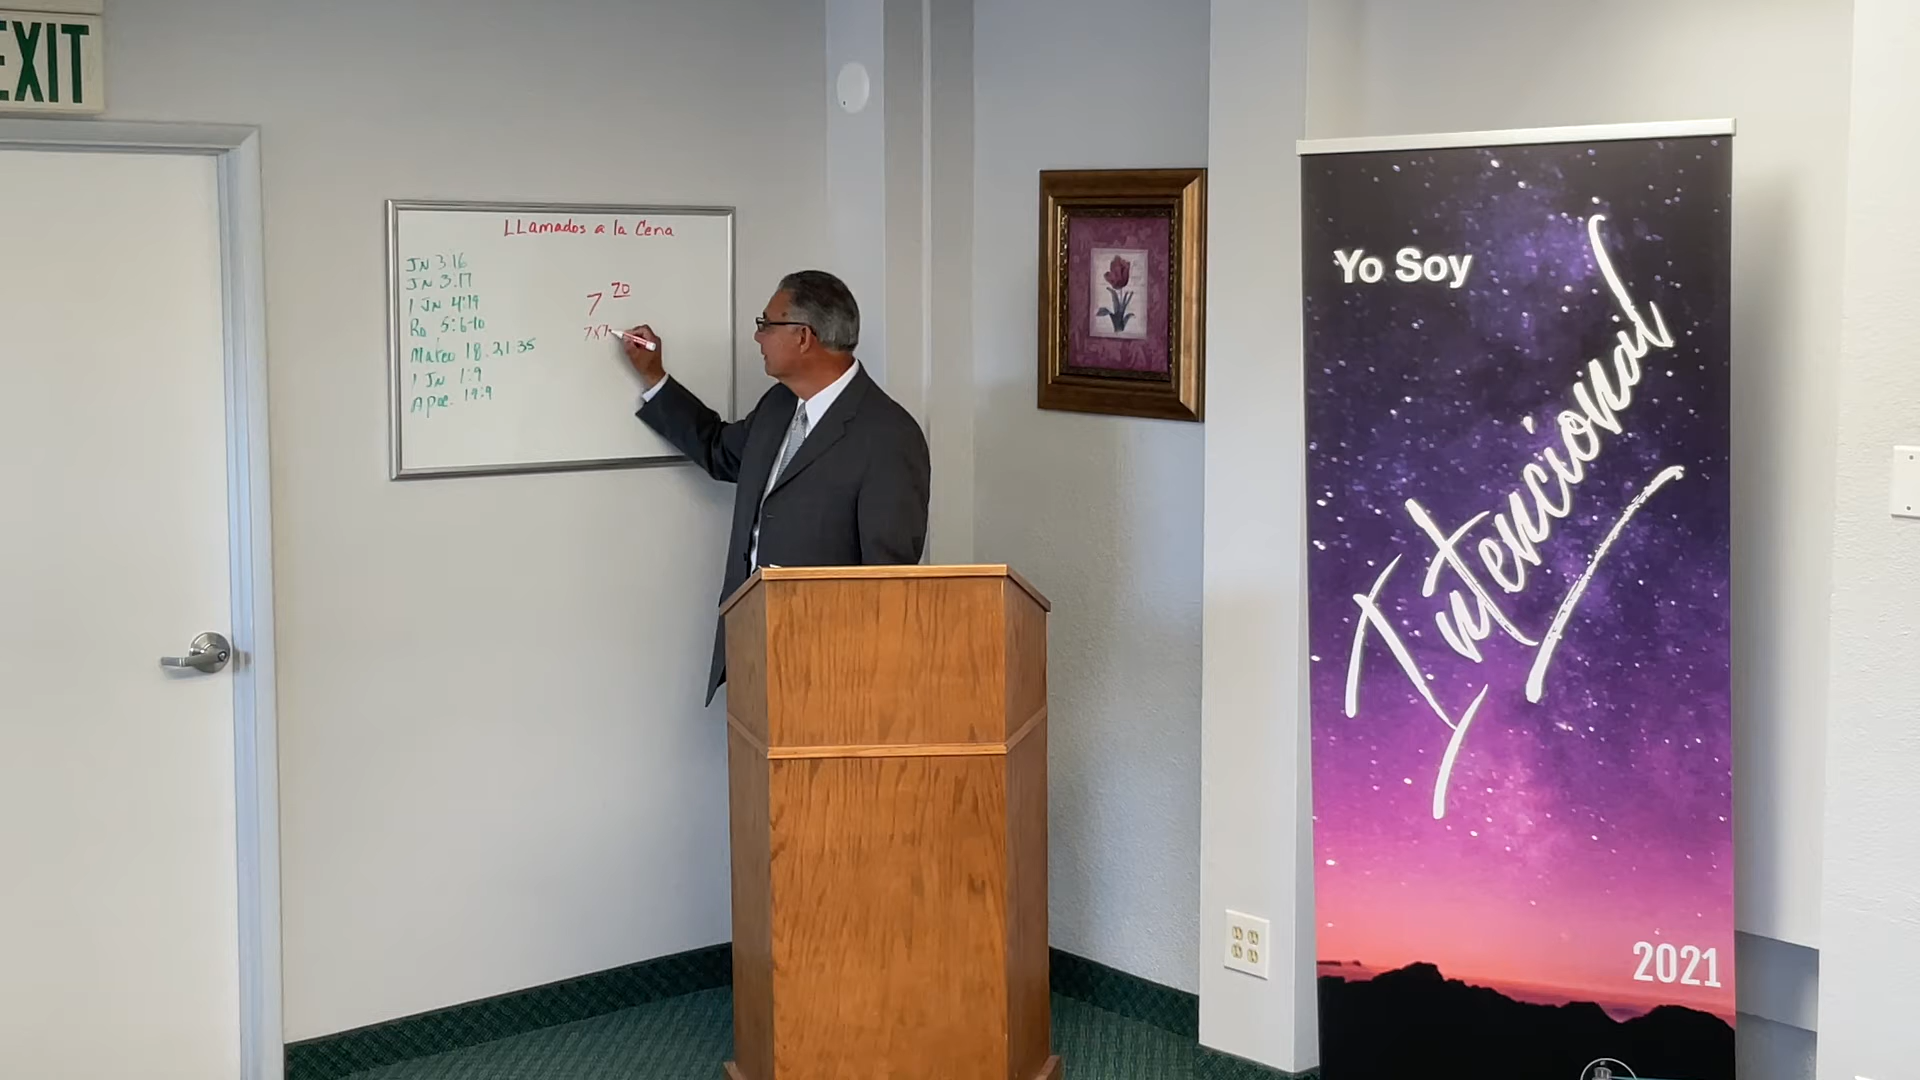 EXIT
LLamados a la Cena
JN 3:16
JN 3:17
1 JN 4:19
Ro 5:6-10
Mateo 18:21-35
1 JN 1:9
Apoc. 19:9
7 70
7x7
Yo Soy
Intencional
2021